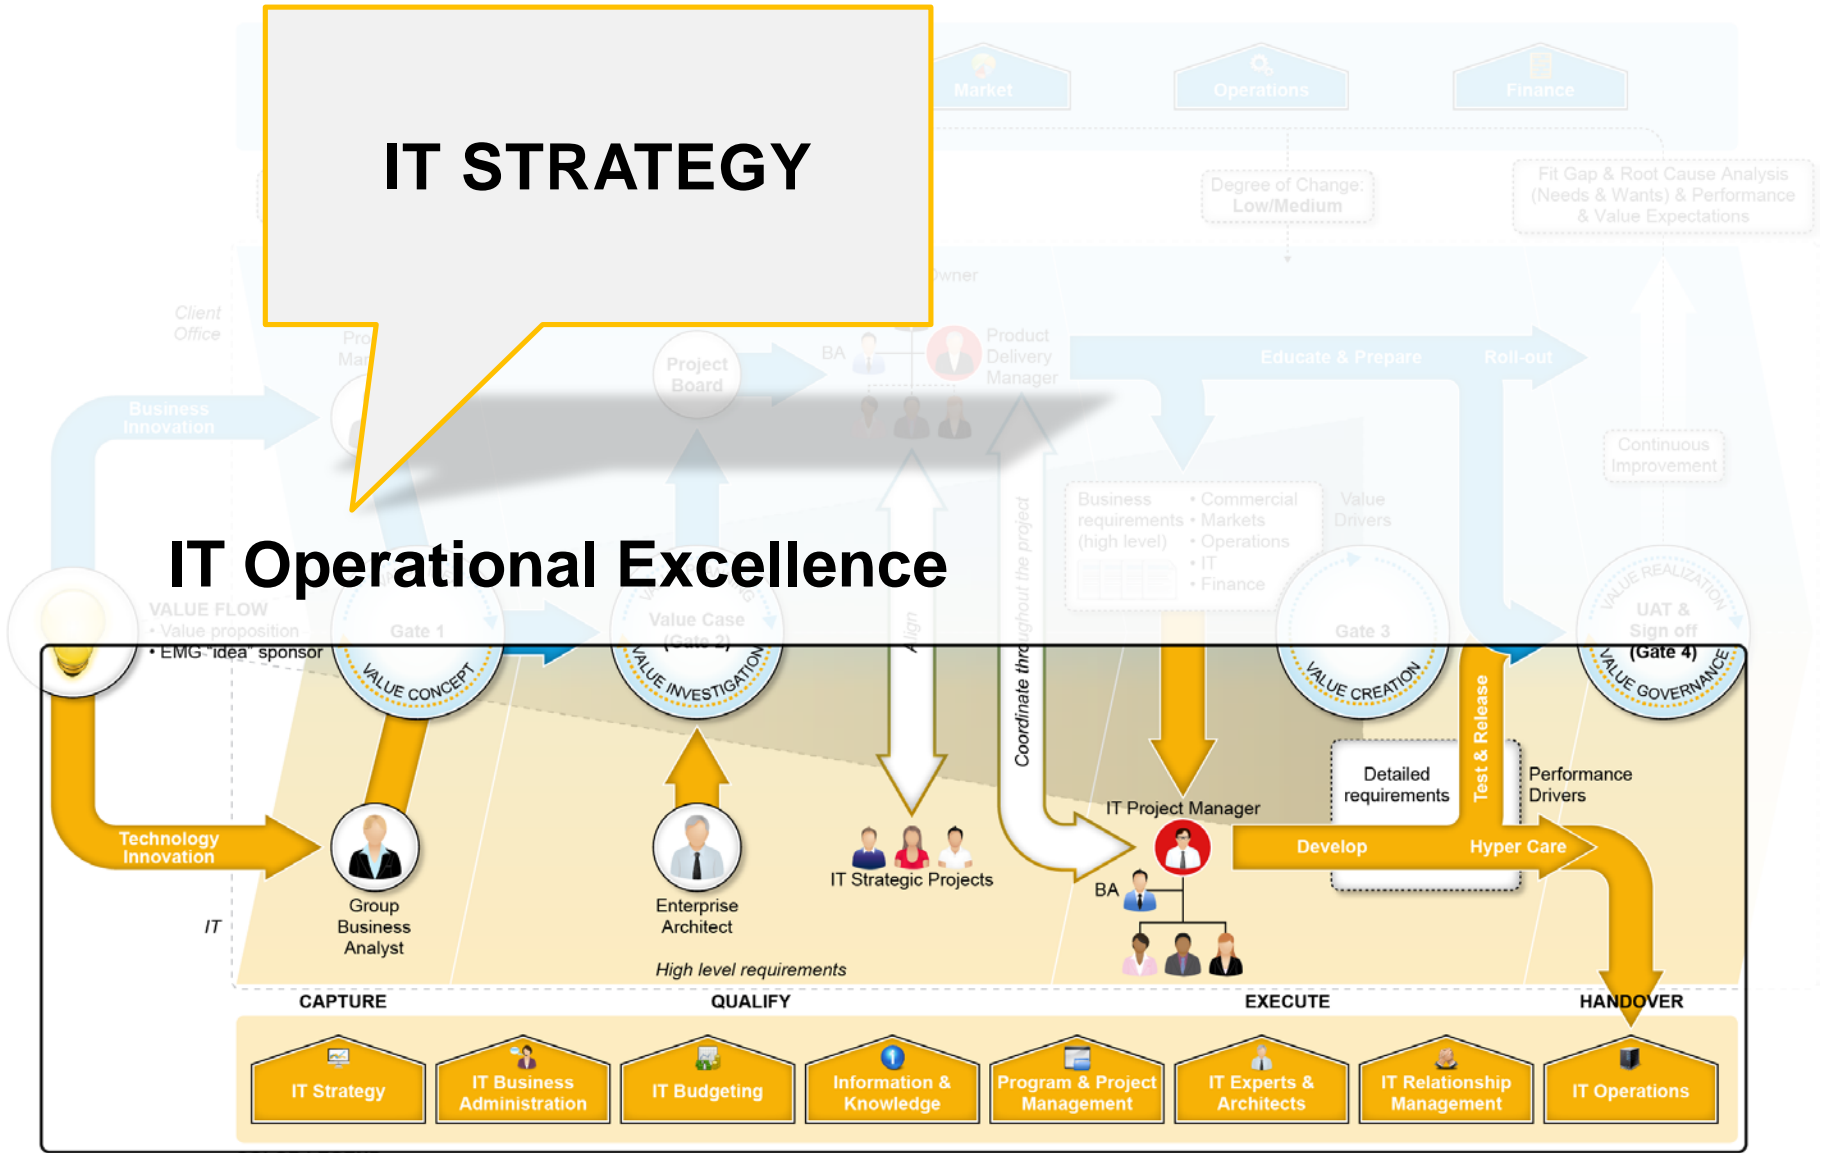 IT STRATEGY
Market
Operations
Finance
Degree of Change:
Low/Medium
Fit Gap & Root Cause Analysis
(Needs & Wants) & Performance
& Value Expectations
Client
Office
Owner
BA
Product
Delivery
Manager
Project
Board
Educate & Prepare
Roll-out
Business
Innovation
Continuous
Improvement
Business
requirements
(high level)
• Commercial
• Markets
• Operations
• IT
• Finance
Value
Drivers
IT Operational Excellence
VALUE FLOW
• Value proposition
• EMG "idea" sponsor
Gate 1
VALUE CONCEPT
Value Case
(Gate 2)
VALUE INVESTIGATION
Align
Coordinate throughout the project
Gate 3
VALUE CREATION
VALUE REALIZATION
UAT &
Sign off
(Gate 4)
VALUE GOVERNANCE
Test & Release
Detailed
requirements
Performance
Drivers
IT Project Manager
Technology
Innovation
Develop
Hyper Care
IT Strategic Projects
BA
Group
Business
Analyst
Enterprise
Architect
IT
High level requirements
CAPTURE
QUALIFY
EXECUTE
HANDOVER
IT Strategy
IT Business
Administration
IT Budgeting
Information &
Knowledge
Program & Project
Management
IT Experts &
Architects
IT Relationship
Management
IT Operations